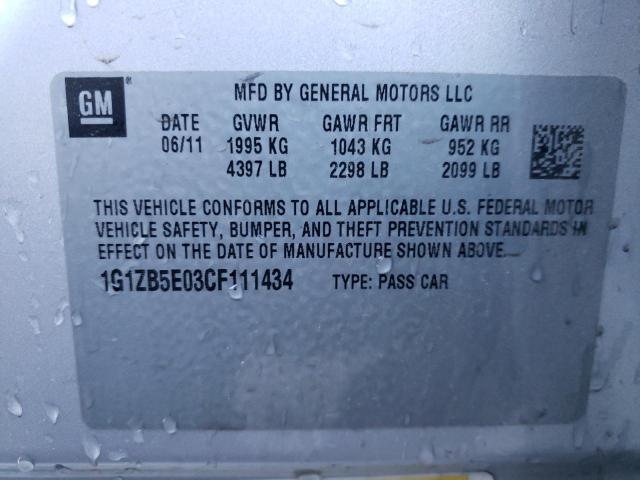 GM
MFD BY GENERAL MOTORS LLC
DATE GVWR GAWR FRT GAWR RR
06/11 1995 KG 1043 KG 952 KG
4397 LB 2298 LB 2099 LB
THIS VEHICLE CONFORMS TO ALL APPLICABLE U.S. FEDERAL MOTOR
VEHICLE SAFETY, BUMPER, AND THEFT PREVENTION STANDARDS IN
EFFECT ON THE DATE OF MANUFACTURE SHOWN ABOVE.
1G1ZB5E03CF111434 TYPE: PASS CAR